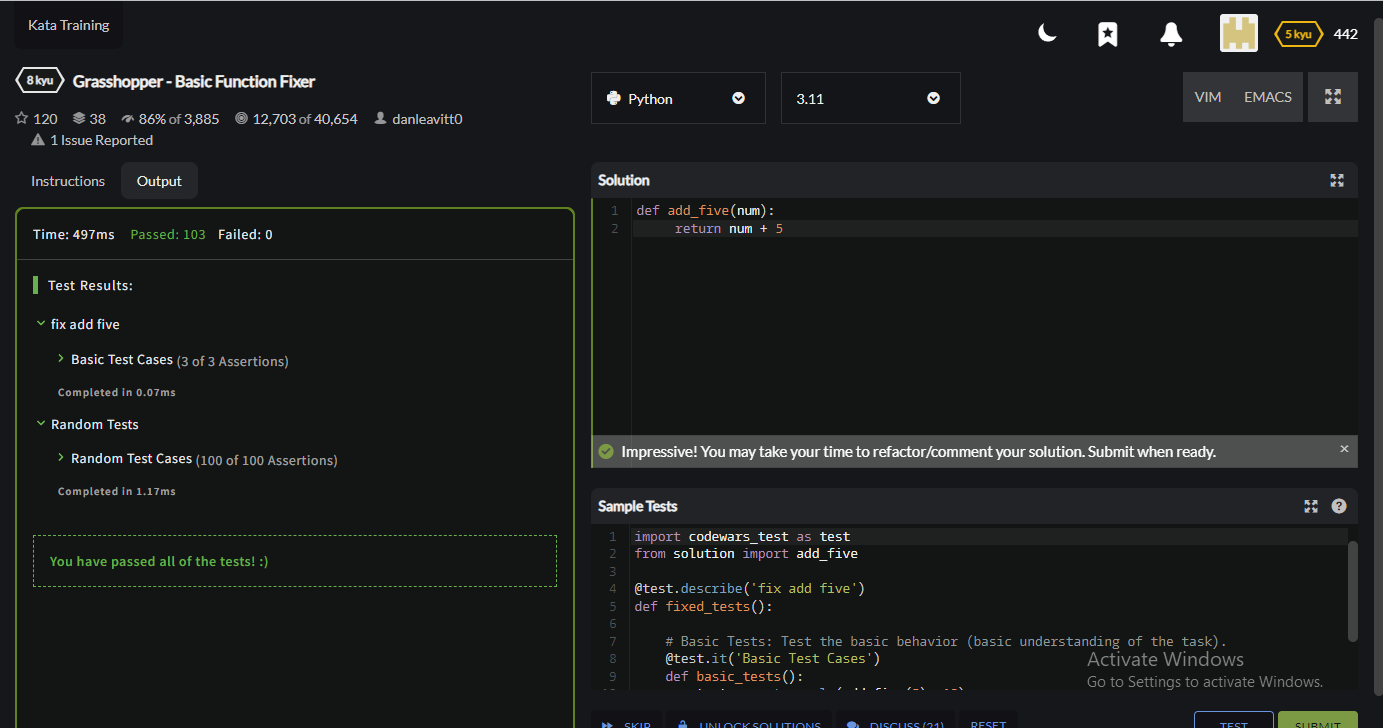 Kata Training
5 kyu 442
8 kyu Grasshopper - Basic Function Fixer
120 38 86% of 3,885 12,703 of 40,654 danleavitt0
1 Issue Reported
Python
3.11
VIM EMACS
Instructions Output
Time: 497ms Passed: 103 Failed: 0
Test Results:
fix add five
Basic Test Cases (3 of 3 Assertions)
Completed in 0.07ms
Random Tests
Random Test Cases (100 of 100 Assertions)
Completed in 1.17ms
You have passed all of the tests! :)
Solution
1 def add_five(num):
2 return num + 5
Impressive! You may take your time to refactor/comment your solution. Submit when ready.
Sample Tests
1 import codewars_test as test
2 from solution import add_five
3
4 @test.describe('fix add five')
5 def fixed_tests():
6
7 # Basic Tests: Test the basic behavior (basic understanding of the task).
8 @test.it('Basic Test Cases')
9 def basic_tests():
Activate Windows
Go to Settings to activate Windows.
SKIP UNLOCK SOLUTIONS DISCUSS (21) RESET TEST SUBMIT